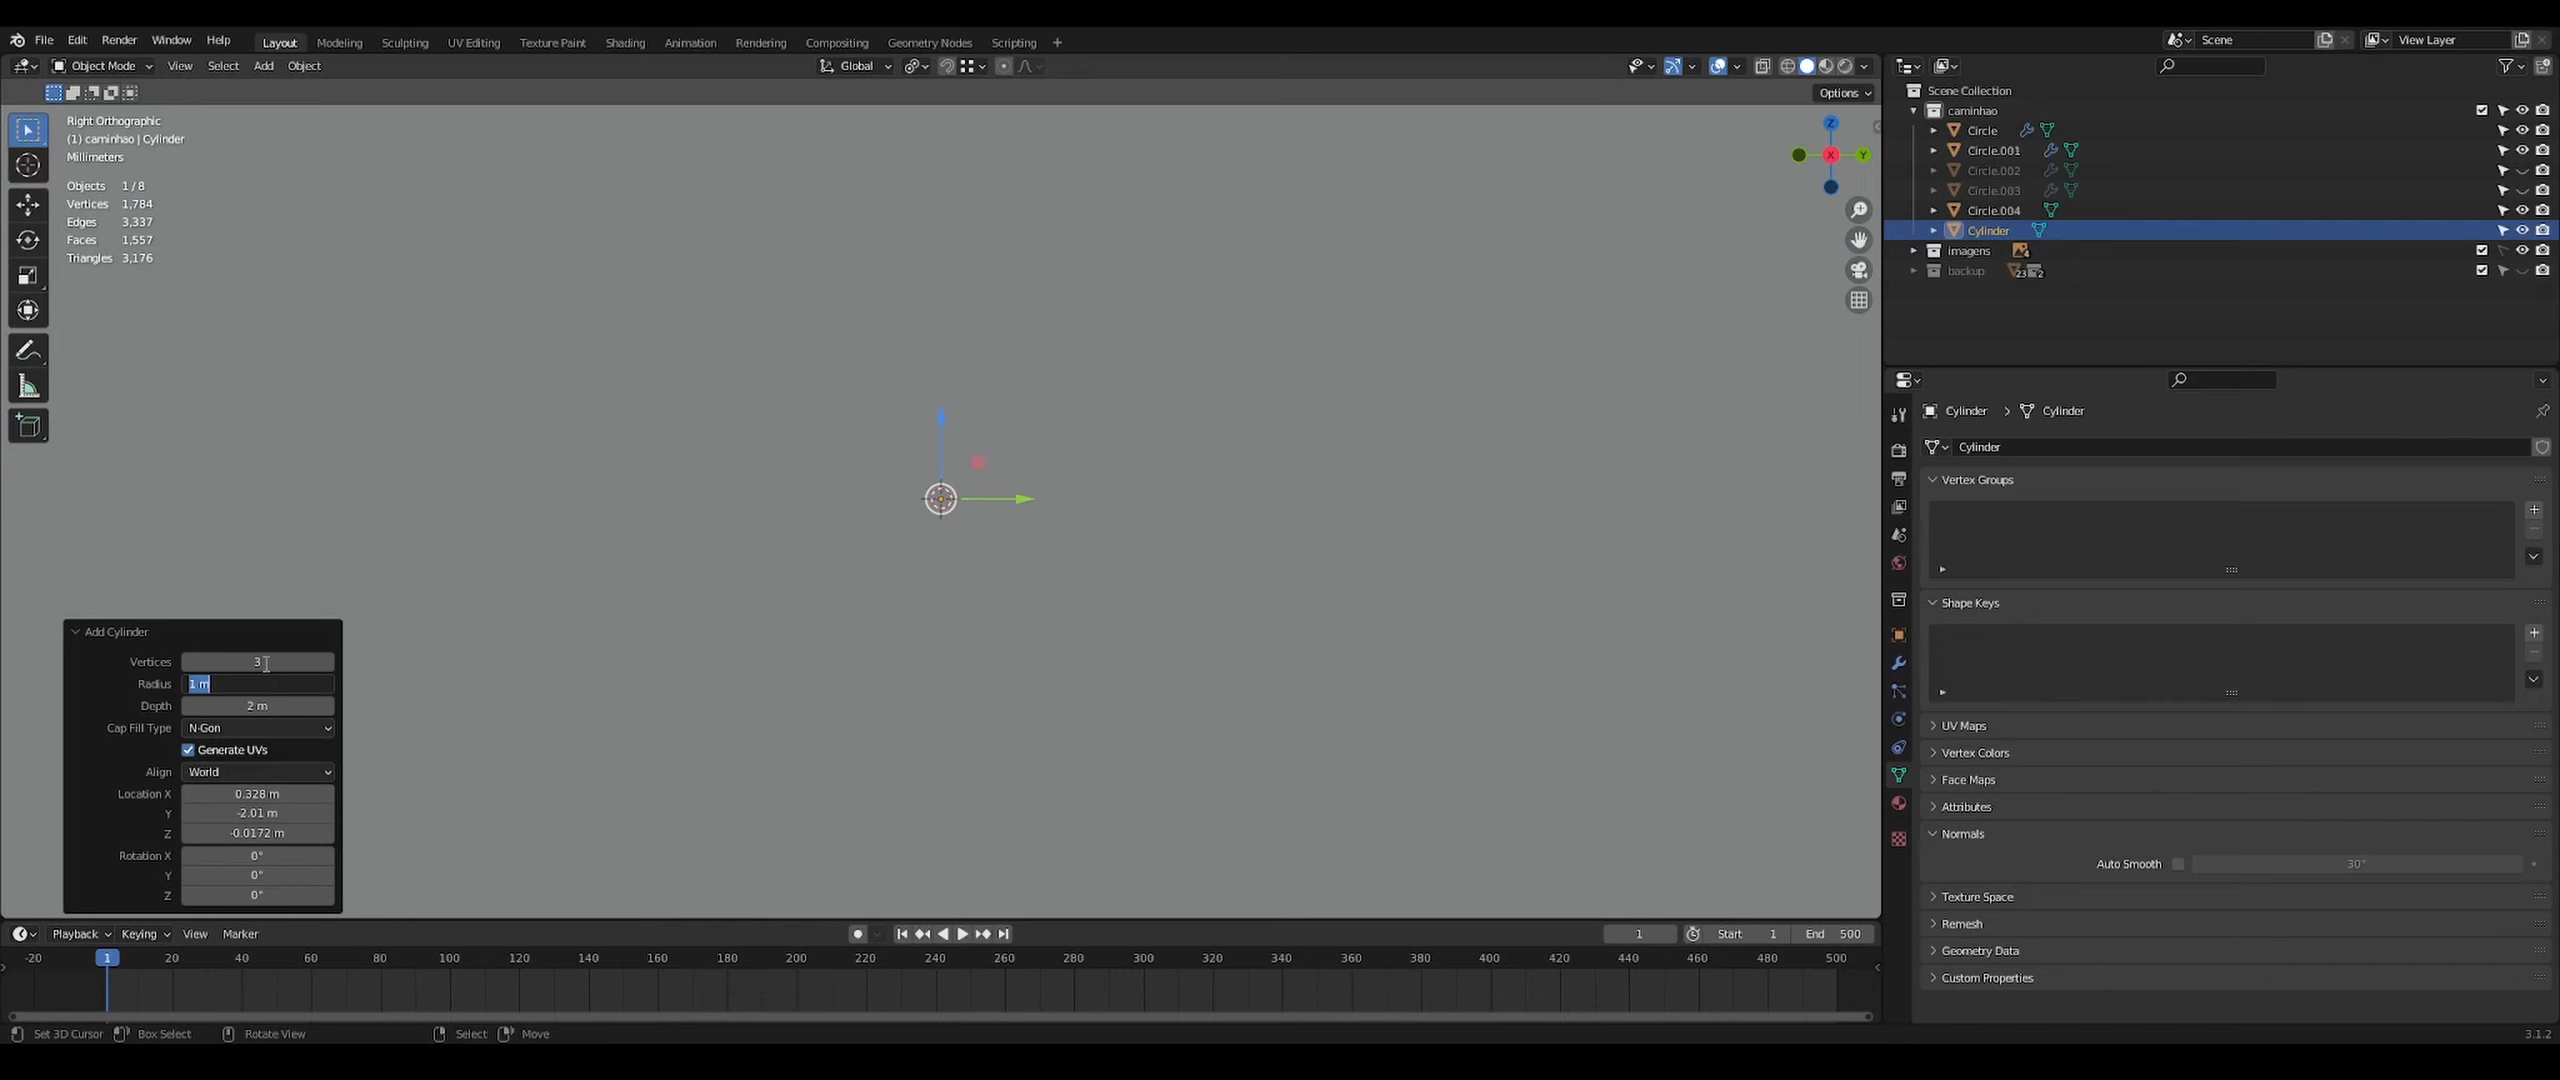 File Edit Render Window Help Layout Modeling Sculpting UV Editing Texture Paint Shading Animation Rendering Compositing Geometry Nodes Scripting + Scene View Layer
Object Mode View Select Add Object Global
Options
Right Orthographic
(1) caminhao | Cylinder
Millimeters
Objects 1/8
Vertices 1,784
Edges 3,337
Faces 1,557
Triangles 3,176
Z
X
Y
Add Cylinder
Vertices 3
Radius 1 m
Depth 2 m
Cap Fill Type N-Gon
Generate UVs
Align World
Location X 0.328 m
Y -2.01 m
Z -0.0172 m
Rotation X 0°
Y 0°
Z 0°
Scene Collection
caminhao
Circle
Circle.001
Circle.002
Circle.003
Circle.004
Cylinder
imagens 4
backup 23 2
Cylinder > Cylinder
Cylinder
Vertex Groups
Shape Keys
UV Maps
Vertex Colors
Face Maps
Attributes
Normals
Auto Smooth 30°
Texture Space
Remesh
Geometry Data
Custom Properties
Playback Keying View Marker 1 Start 1 End 500
-20 1 20 40 60 80 100 120 140 160 180 200 220 240 260 280 300 320 340 360 380 400 420 440 460 480 500
Set 3D Cursor Box Select Rotate View Select Move 3.1.2